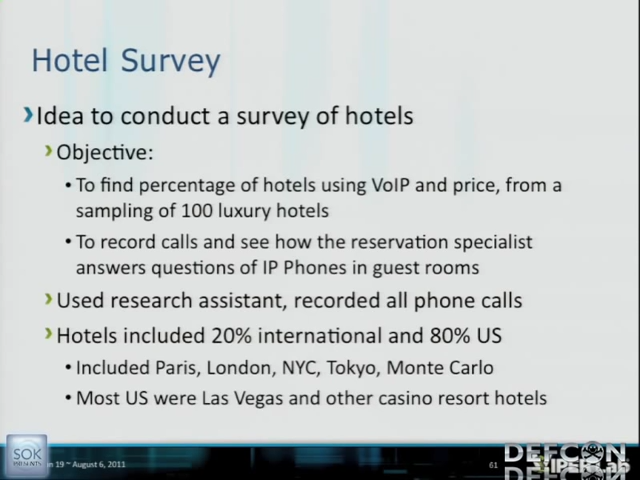 Hotel Survey
Idea to conduct a survey of hotels
Objective:
• To find percentage of hotels using VoIP and price, from a
sampling of 100 luxury hotels
• To record calls and see how the reservation specialist
answers questions of IP Phones in guest rooms
Used research assistant, recorded all phone calls
Hotels included 20% international and 80% US
• Included Paris, London, NYC, Tokyo, Monte Carlo
• Most US were Las Vegas and other casino resort hotels
SOK
PRESENTS
19 ~ August 6, 2011
61
DEFCON